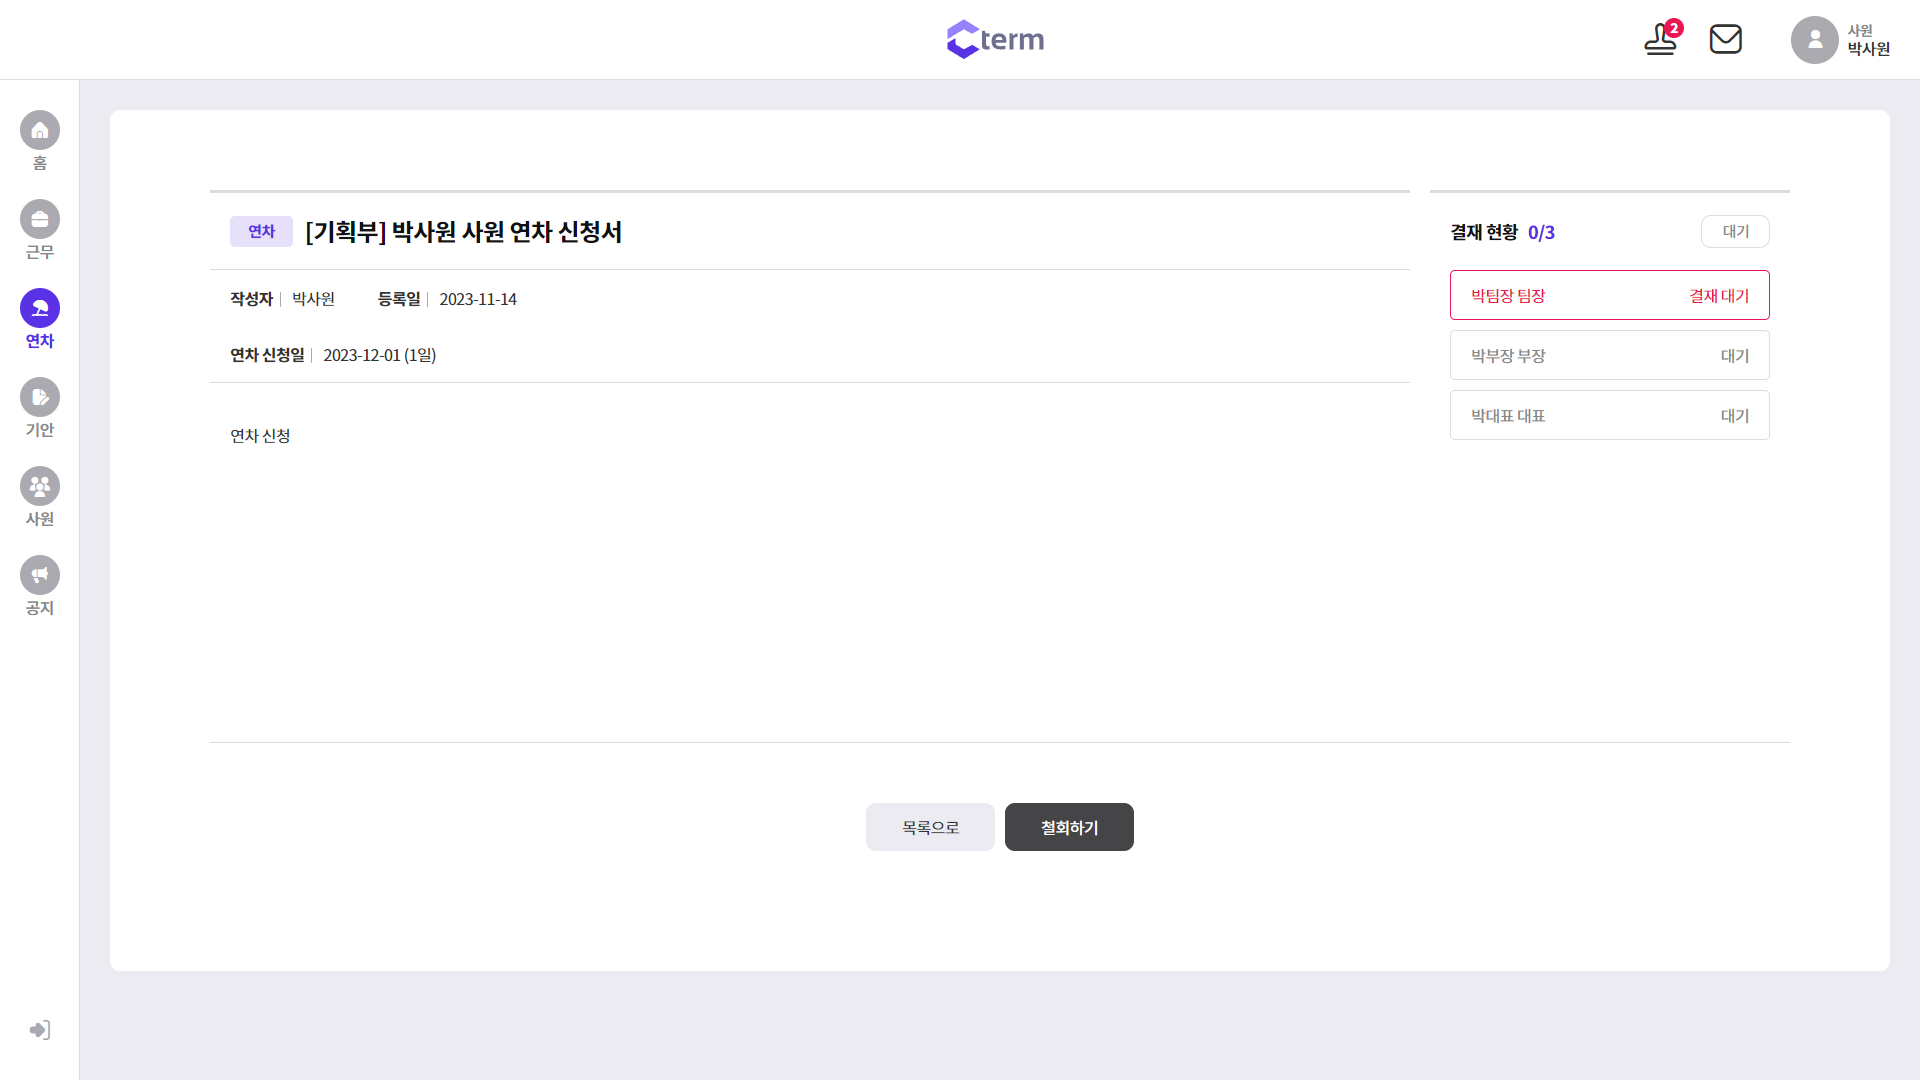 term
2
사원
박사원
홈
근무
연차
기안
사원
공지
연차 [기획부] 박사원 사원 연차 신청서
작성자 박사원 등록일 2023-11-14
연차 신청일 2023-12-01 (1일)
연차 신청
결재 현황 0/3 대기
박팀장 팀장 결재 대기
박부장 부장 대기
박대표 대표 대기
목록으로 철회하기